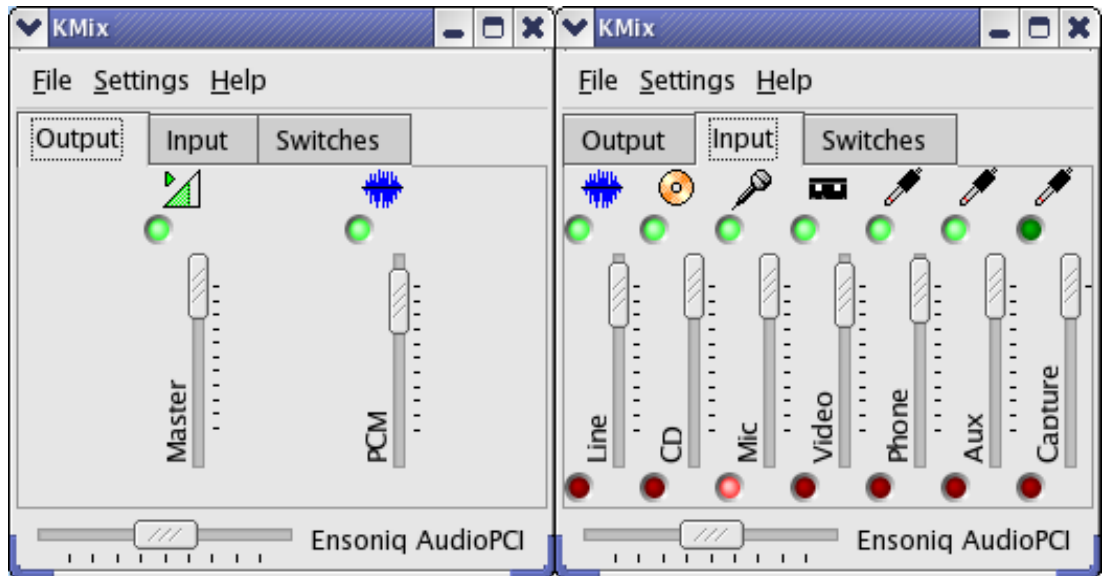 KMix
File Settings Help
Output Input Switches
Master
PCM
Ensoniq AudioPCI
KMix
File Settings Help
Output Input Switches
Line
CD
Mic
Video
Phone
Aux
Capture
Ensoniq AudioPCI